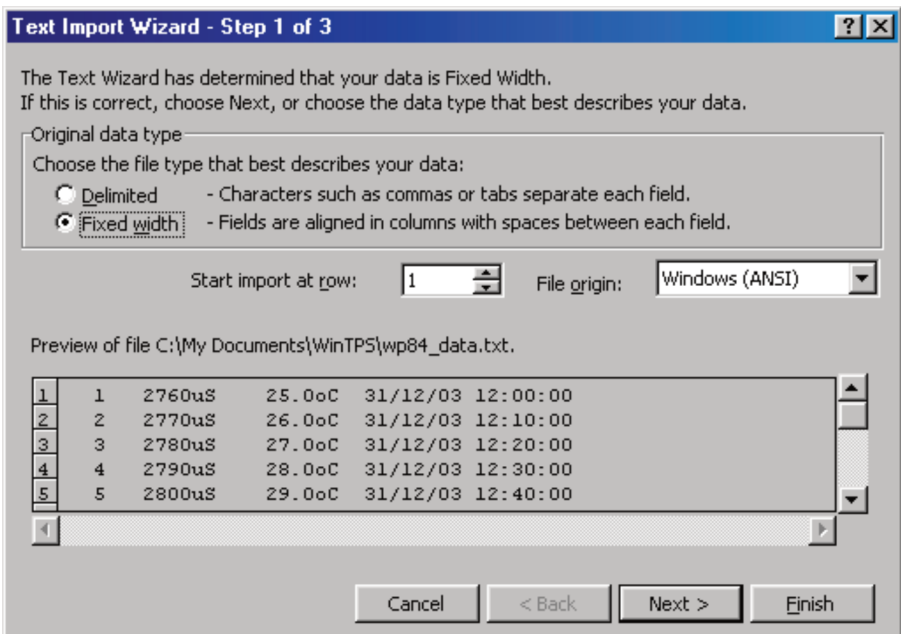 Text Import Wizard - Step 1 of 3
The Text Wizard has determined that your data is Fixed Width.
If this is correct, choose Next, or choose the data type that best describes your data.
Original data type
Choose the file type that best describes your data:
Delimited - Characters such as commas or tabs separate each field.
Fixed width - Fields are aligned in columns with spaces between each field.
Start import at row: 1 File origin: Windows (ANSI)
Preview of file C:\My Documents\WinTPS\wp84_data.txt.
1 1 2760uS 25.0oC 31/12/03 12:00:00
2 2 2770uS 26.0oC 31/12/03 12:10:00
3 3 2780uS 27.0oC 31/12/03 12:20:00
4 4 2790uS 28.0oC 31/12/03 12:30:00
5 5 2800uS 29.0oC 31/12/03 12:40:00
Cancel < Back Next > Finish